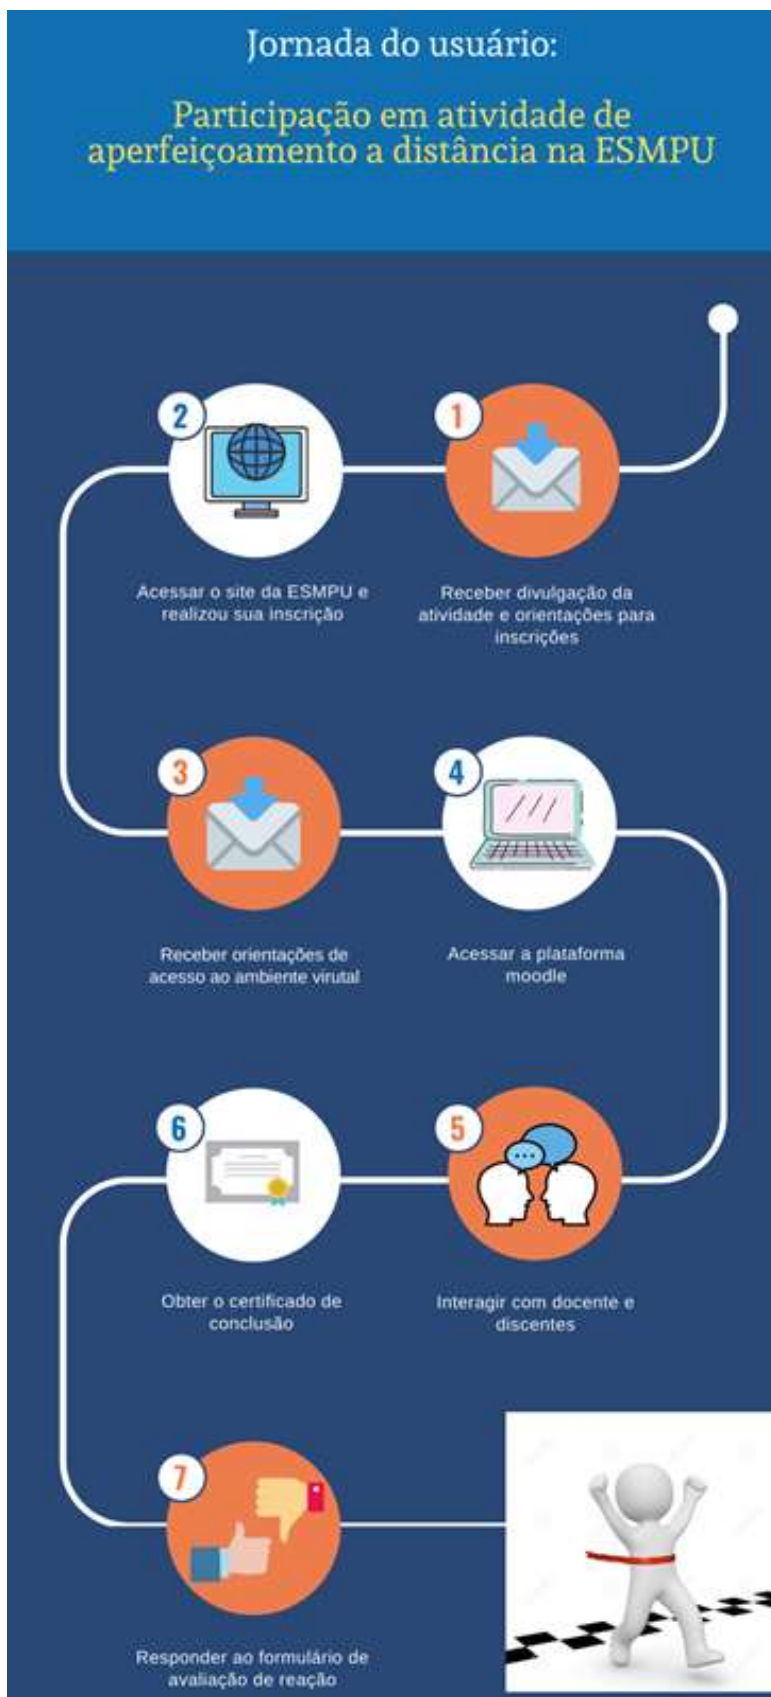 Jornada do usuário:
Participação em atividade de
aperfeiçoamento a distância na ESMPU
1
Receber divulgação da
atividade e orientações para
inscrições
2
Acessar o site da ESMPU e
realizou sua inscrição
3
Receber orientações de
acesso ao ambiente virutal
4
Acessar a plataforma
moodle
5
Interagir com docente e
discentes
6
Obter o certificado de
conclusão
7
Responder ao formulário de
avaliação de reação